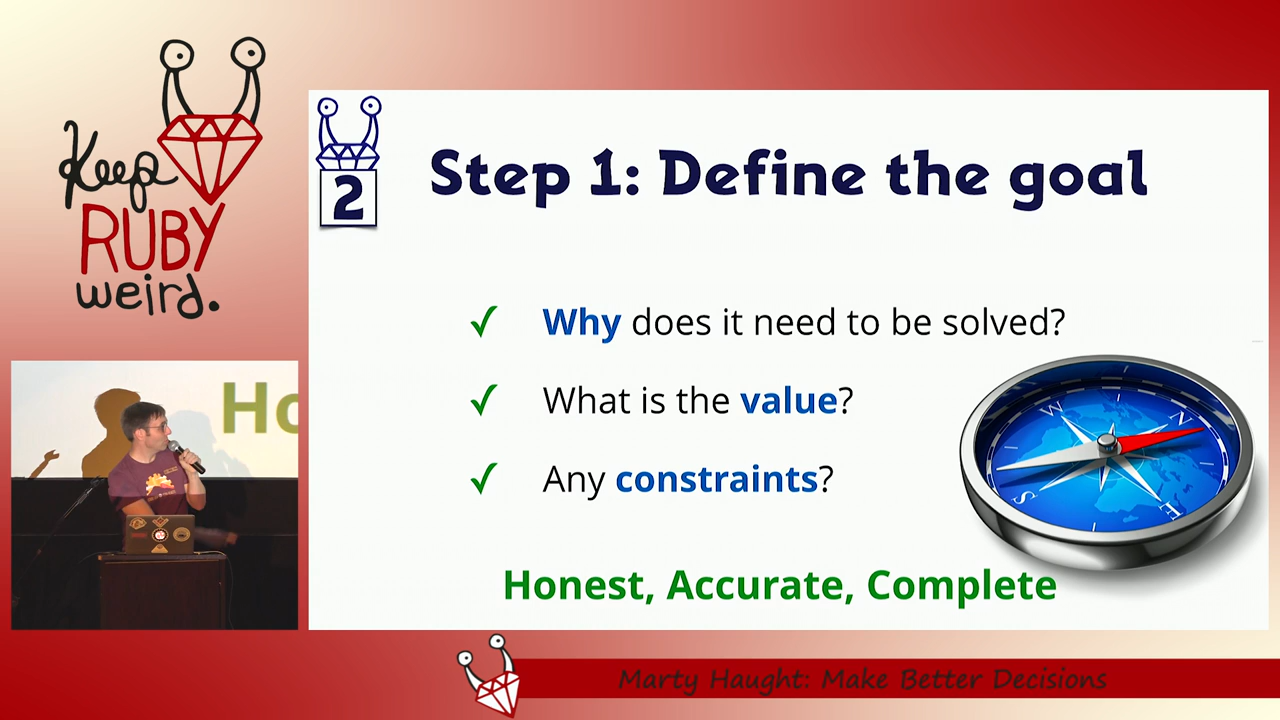 Keep
RUBY
weird.
2
Step 1: Define the goal
✓ Why does it need to be solved?
✓ What is the value?
✓ Any constraints?
W
N
S
E
Honest, Accurate, Complete
Ho
Marty Haught: Make Better Decisions